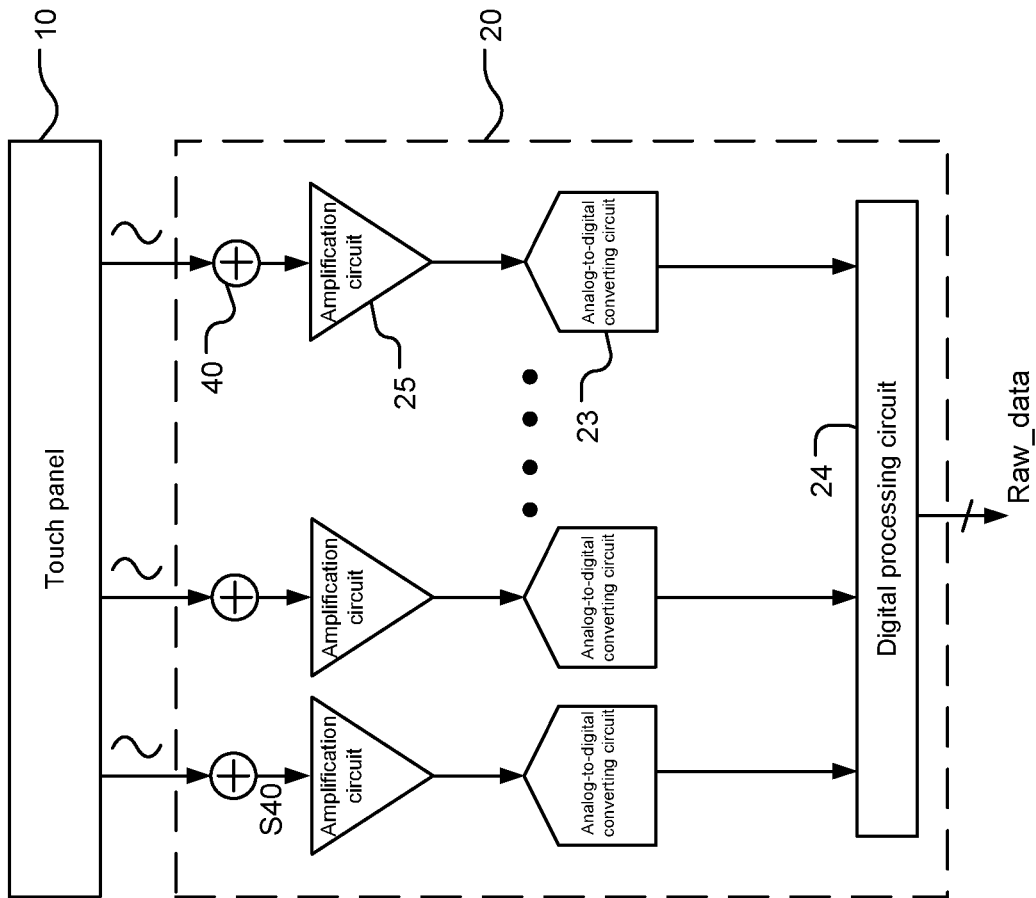 10
Touch panel
20
40
S40
Amplification
circuit
Amplification
circuit
Amplification
circuit
25
Analog-to-digital
converting circuit
Analog-to-digital
converting circuit
Analog-to-digital
converting circuit
23
24
Digital processing circuit
Raw_data